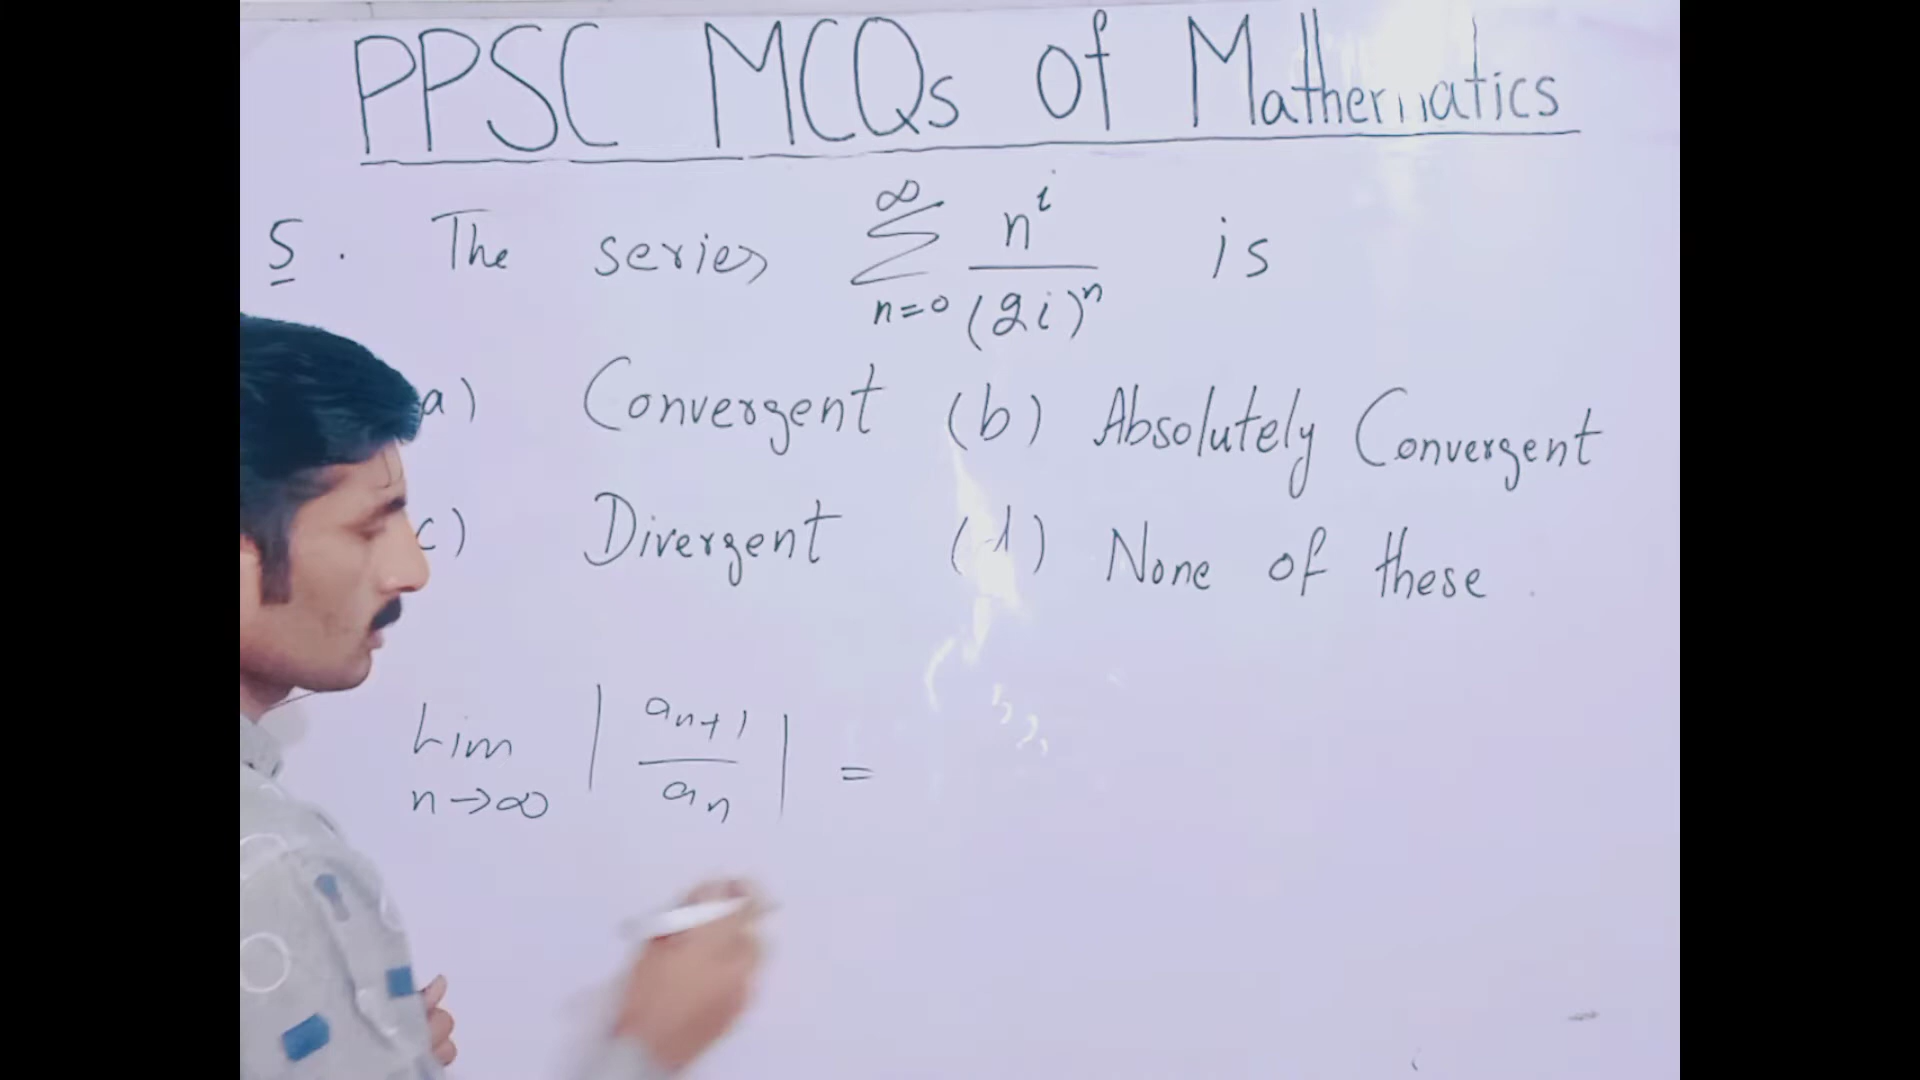 PPSC MCQs of Mathematics
5. The series ∑_{n=0}^{∞} n^i / (2i)^n is
a) Convergent (b) Absolutely Convergent
c) Divergent (d) None of these.
Lim_{n→∞} | a_{n+1} / a_n | =